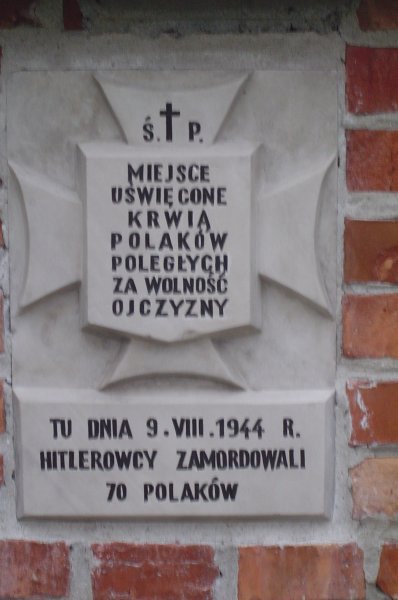 Ś. † P.
MIEJSCE
UŚWIĘCONE
KRWIĄ
POLAKÓW
POLEGŁYCH
ZA WOLNOŚĆ
OJCZYZNY
TU DNIA 9.VIII.1944 R.
HITLEROWCY ZAMORDOWALI
70 POLAKÓW